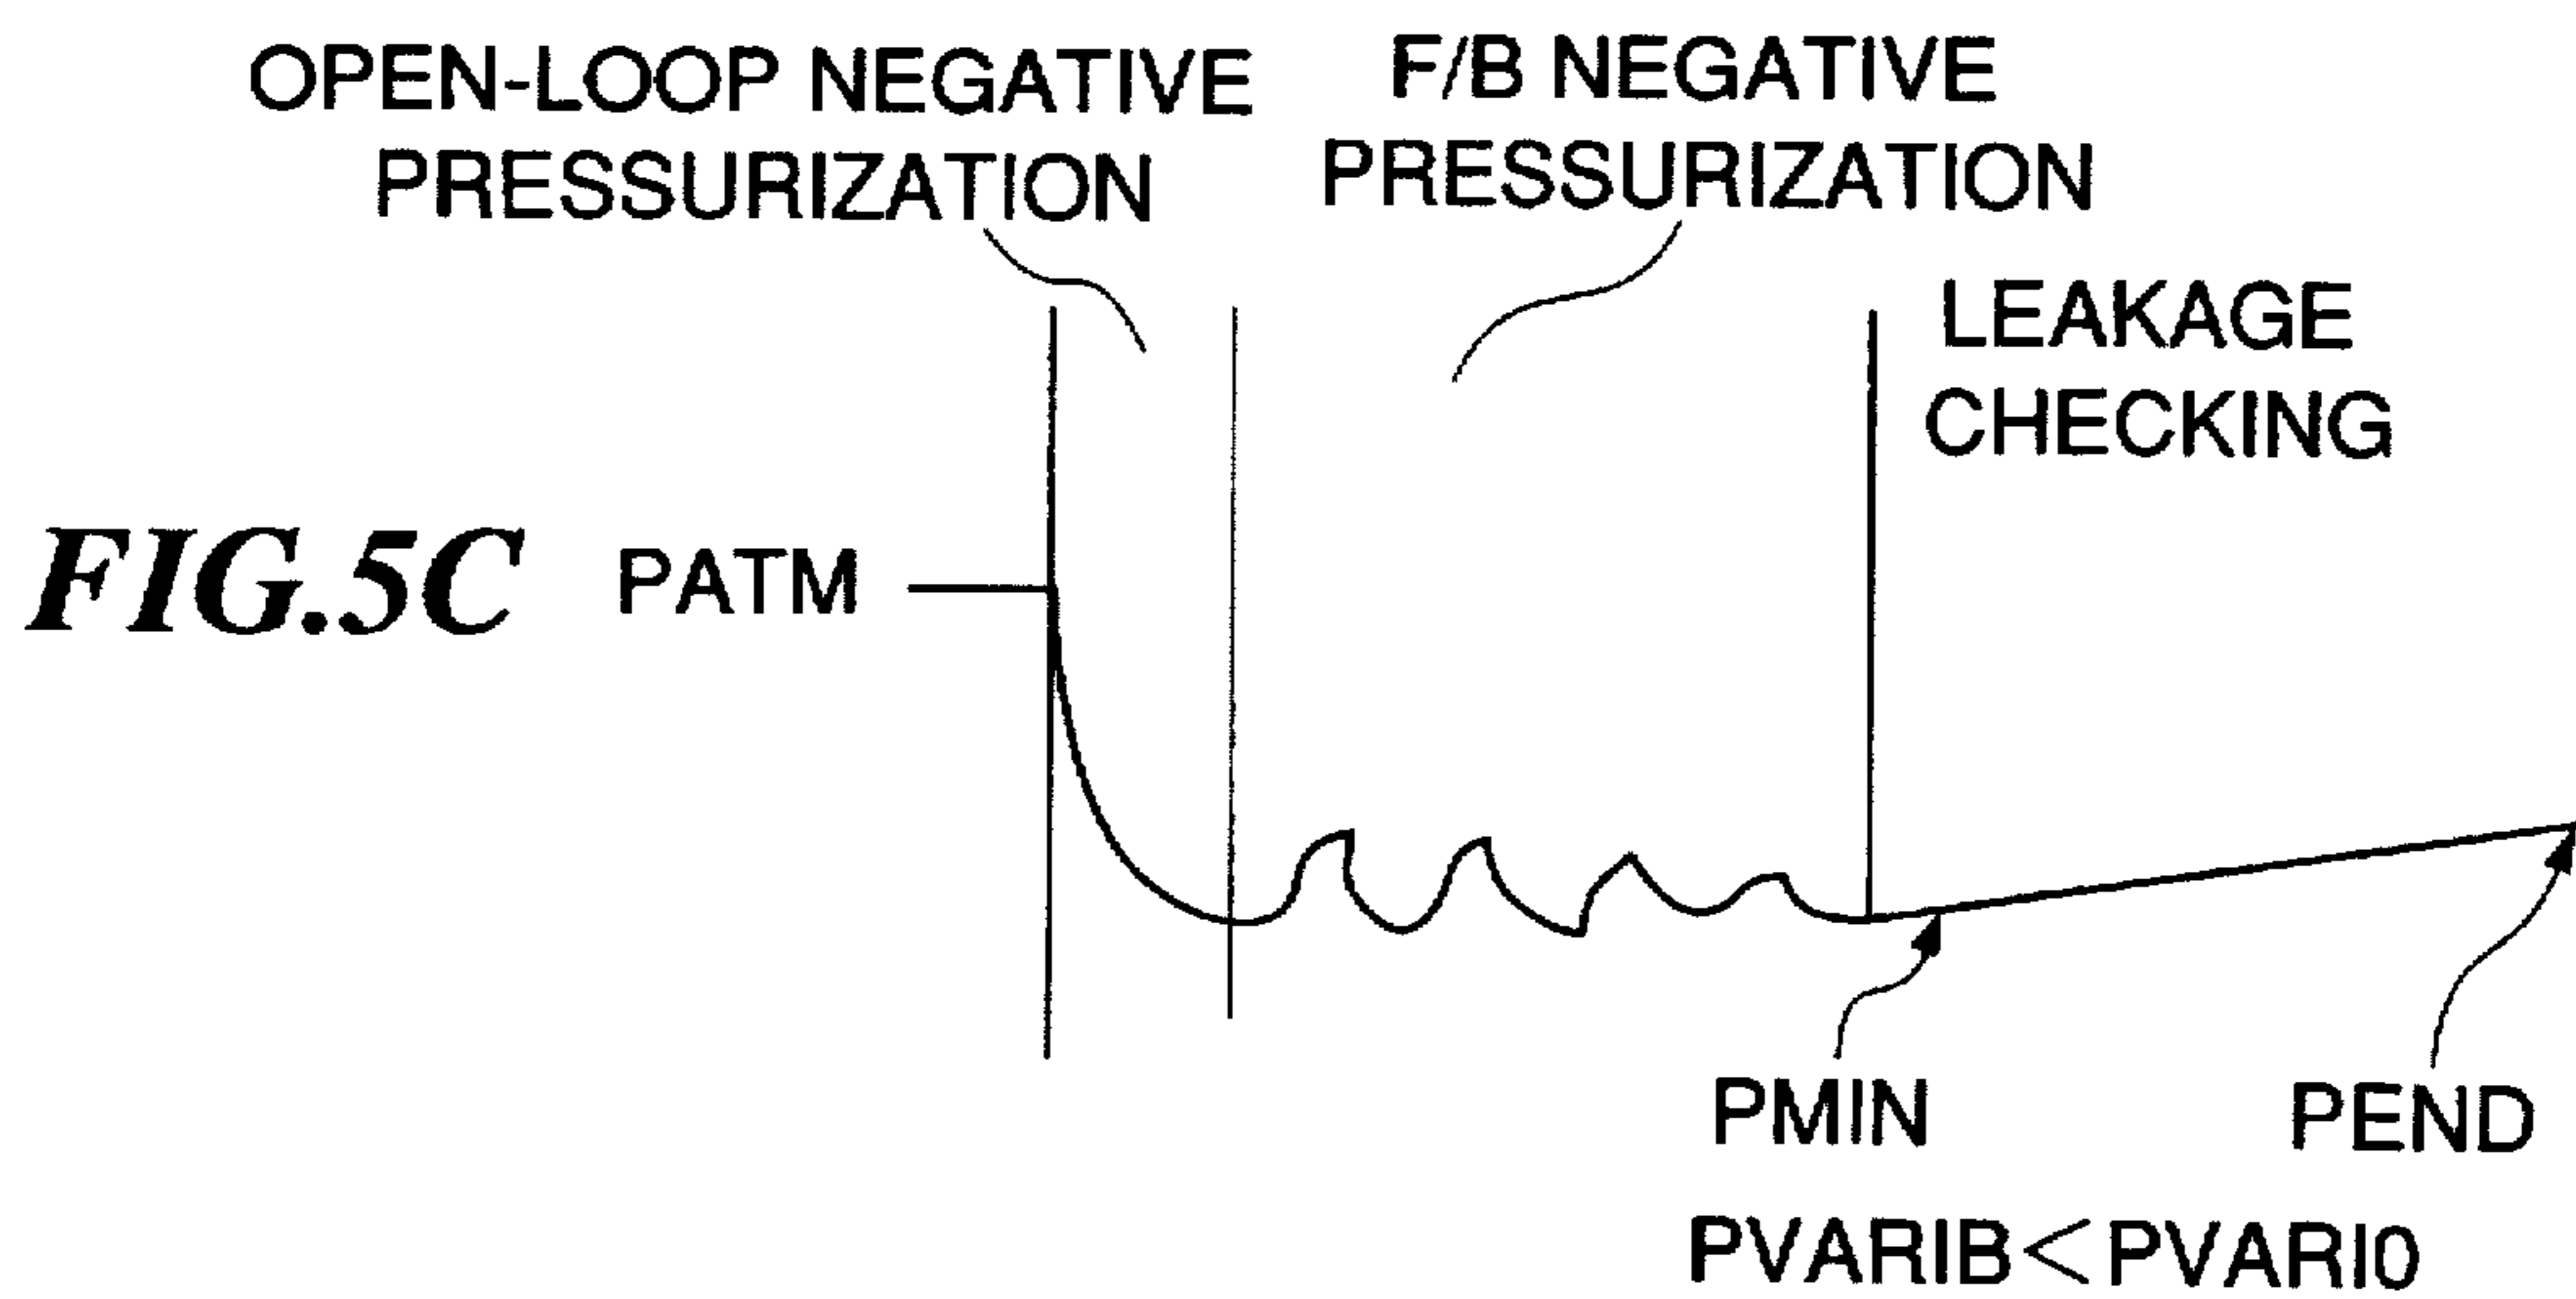 OPEN-LOOP NEGATIVE
PRESSURIZATION
F/B NEGATIVE
PRESSURIZATION
LEAKAGE
CHECKING
FIG.5C
PATM
PMIN
PEND
PVARIB<PVARI0